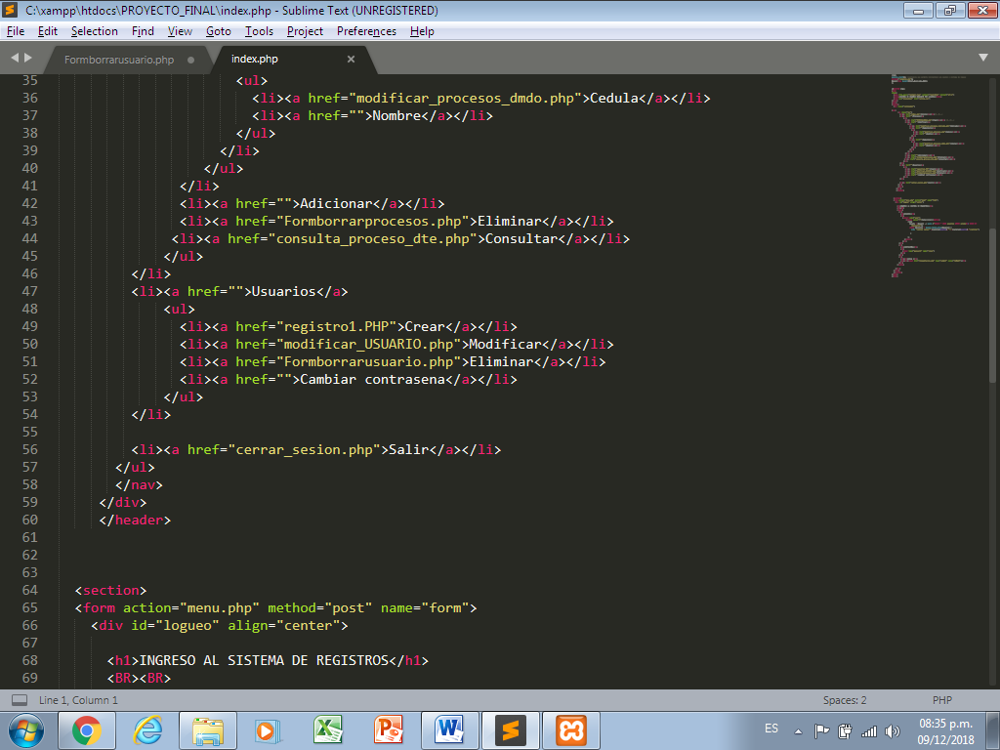 C:\xampp\htdocs\PROYECTO_FINAL\index.php - Sublime Text (UNREGISTERED)
File Edit Selection Find View Goto Tools Project Preferences Help
Formborrarusuario.php index.php
35 <ul>
36 <li><a href="modificar_procesos_dmdo.php">Cedula</a></li>
37 <li><a href="">Nombre</a></li>
38 </ul>
39 </li>
40 </ul>
41 </li>
42 <li><a href="">Adicionar</a></li>
43 <li><a href="Formborrarprocesos.php">Eliminar</a></li>
44 <li><a href="consulta_proceso_dte.php">Consultar</a></li>
45 </ul>
46 </li>
47 <li><a href="">Usuarios</a>
48 <ul>
49 <li><a href="registro1.PHP">Crear</a></li>
50 <li><a href="modificar_USUARIO.php">Modificar</a></li>
51 <li><a href="Formborrarusuario.php">Eliminar</a></li>
52 <li><a href="">Cambiar contrasena</a></li>
53 </ul>
54 </li>
55
56 <li><a href="cerrar_sesion.php">Salir</a></li>
57 </ul>
58 </nav>
59 </div>
60 </header>
61
62
63
64 <section>
65 <form action="menu.php" method="post" name="form">
66 <div id="logueo" align="center">
67
68 <h1>INGRESO AL SISTEMA DE REGISTROS</h1>
69 <BR><BR>
Line 1, Column 1 Spaces: 2 PHP
ES 08:35 p.m.
09/12/2018